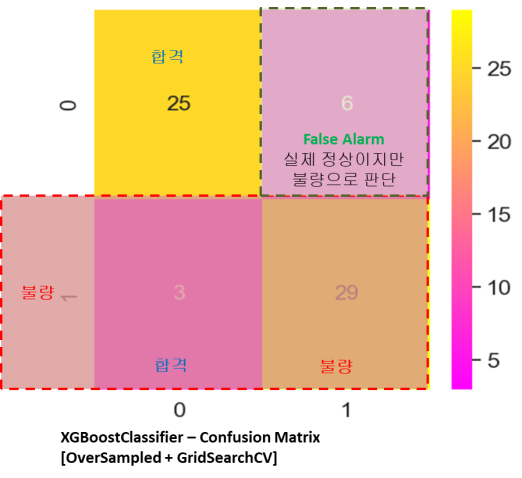 합격
25
6
False Alarm
실제 정상이지만
불량으로 판단
0
불량
1
3
29
합격
불량
0
1
25
20
15
10
5
XGBoostClassifier – Confusion Matrix
[OverSampled + GridSearchCV]